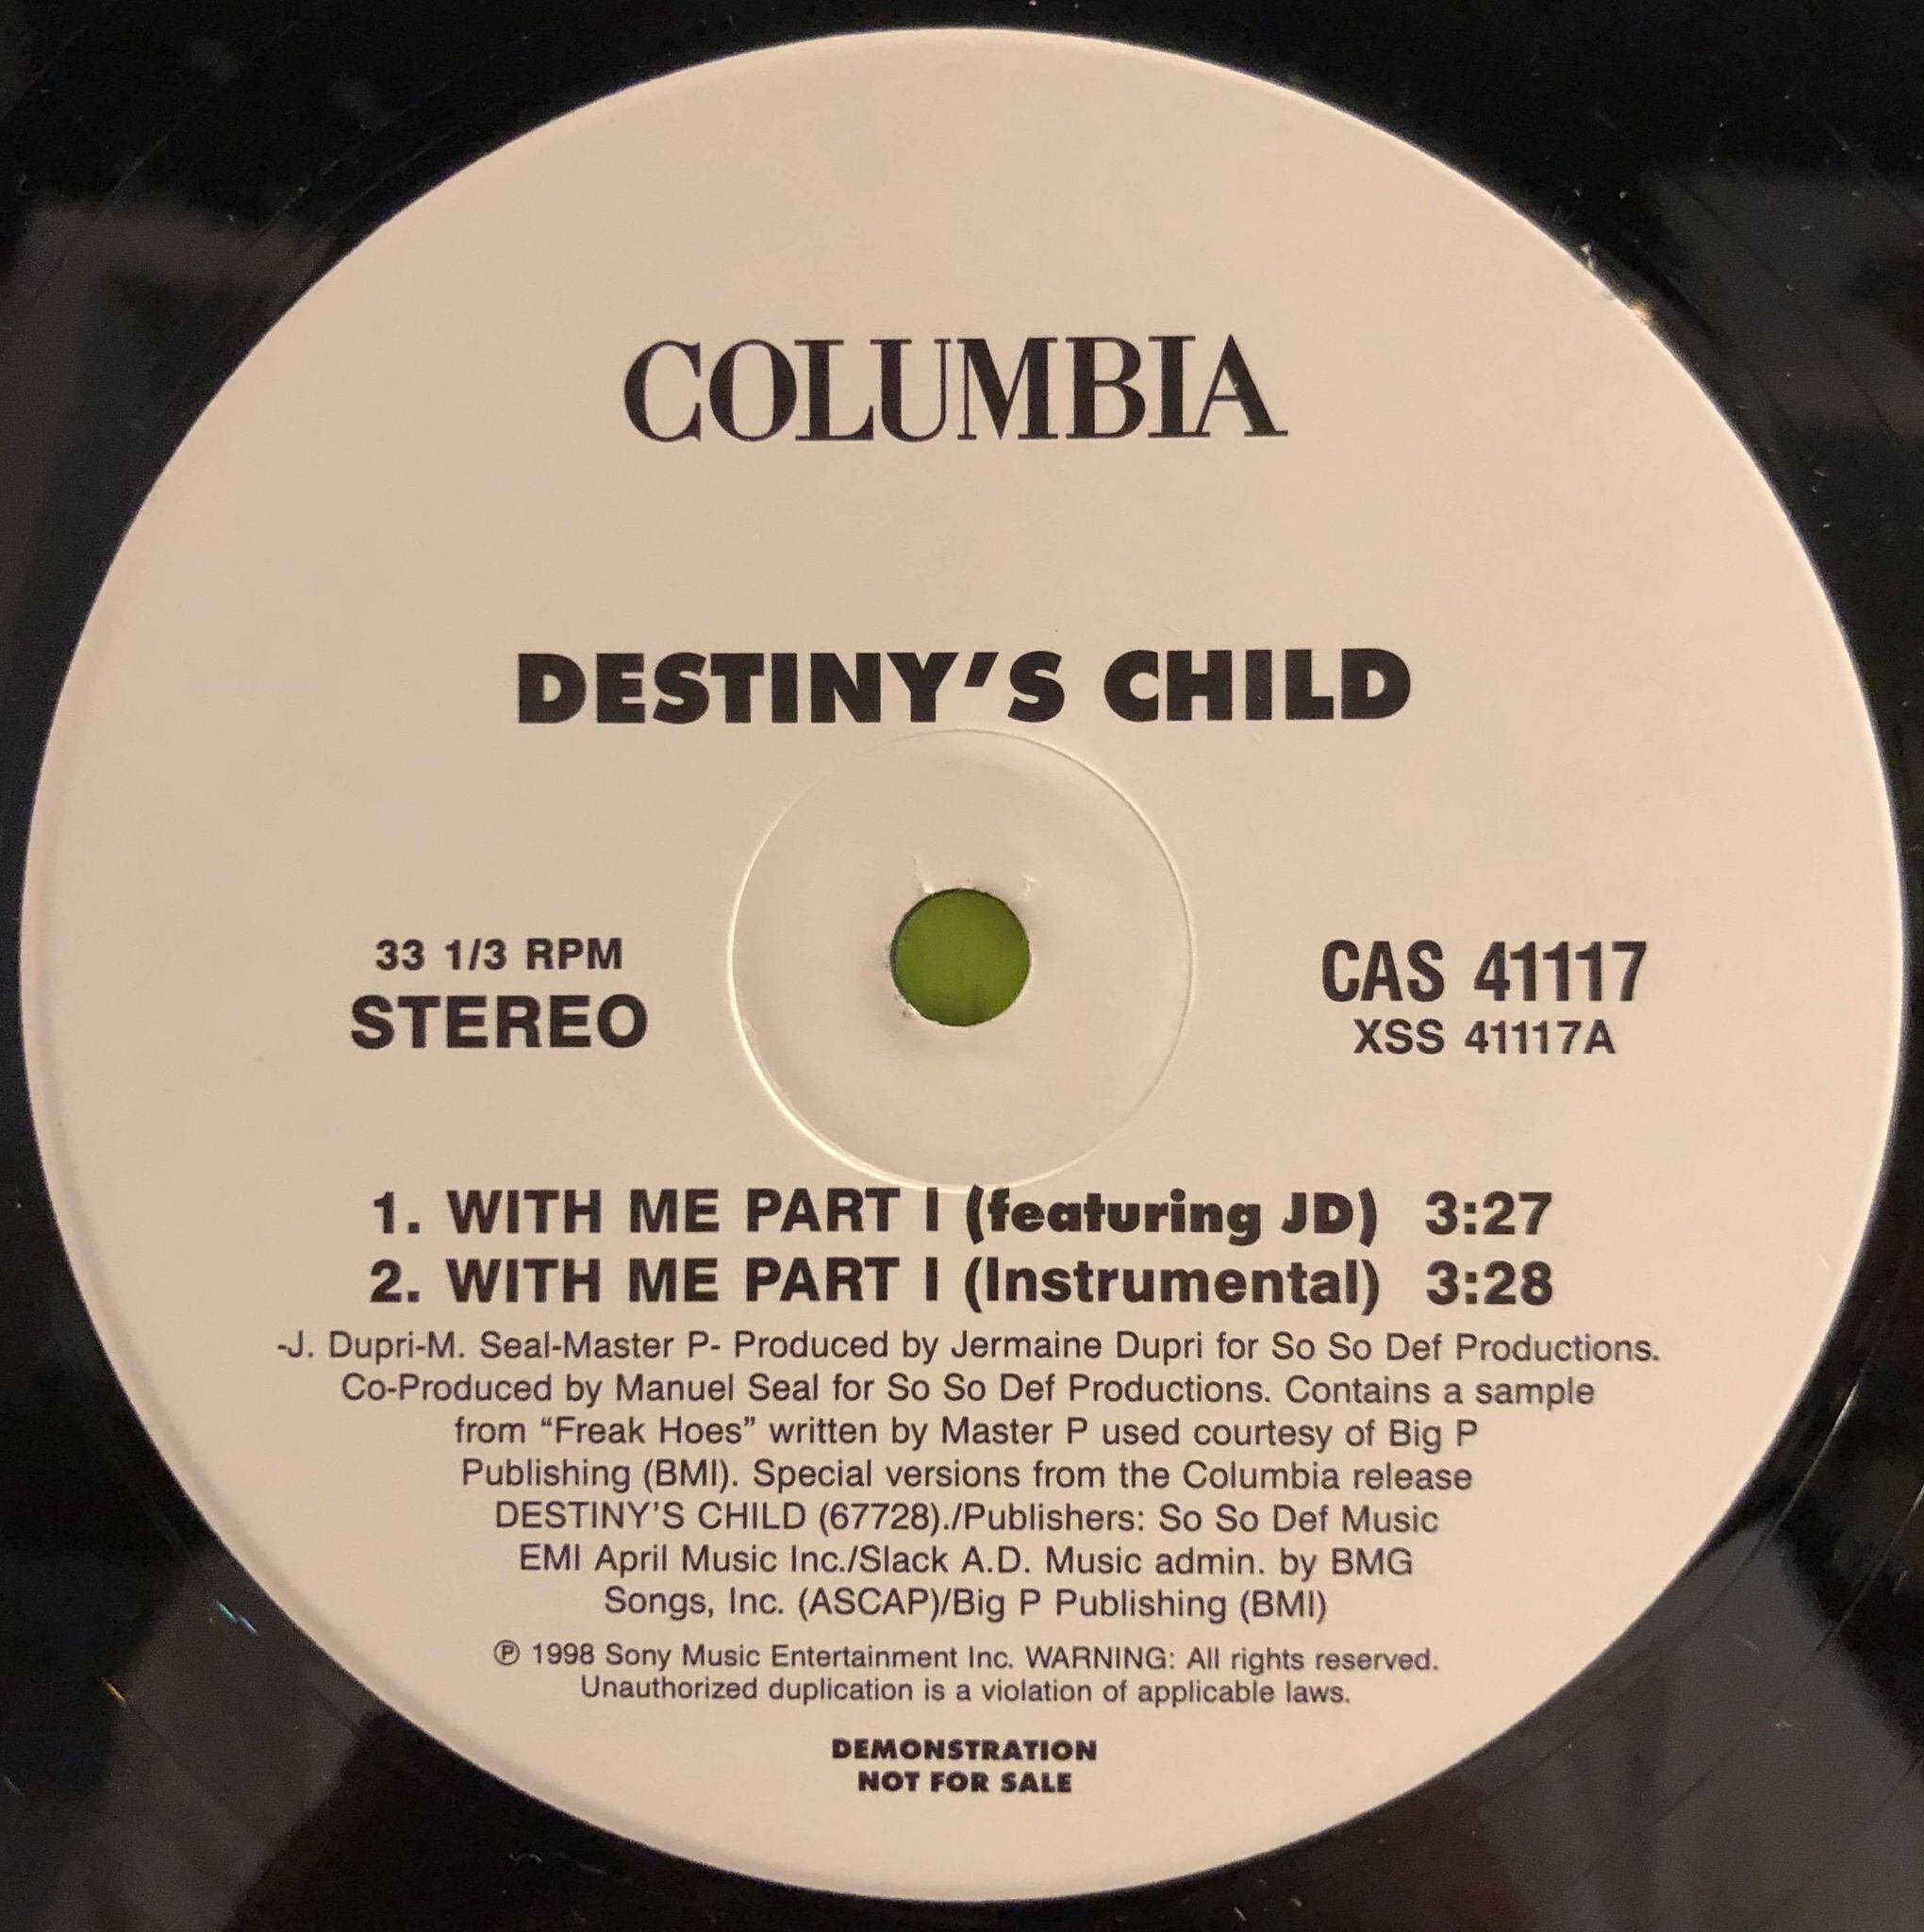 COLUMBIA
DESTINY'S CHILD
33 1/3 RPM
STEREO
CAS 41117
XSS 41117A
1. WITH ME PART I (featuring JD) 3:27
2. WITH ME PART I (Instrumental) 3:28
-J. Dupri-M. Seal-Master P- Produced by Jermaine Dupri for So So Def Productions.
Co-Produced by Manuel Seal for So So Def Productions. Contains a sample
from “Freak Hoes” written by Master P used courtesy of Big P
Publishing (BMI). Special versions from the Columbia release
DESTINY'S CHILD (67728)./Publishers: So So Def Music
EMI April Music Inc./Slack A.D. Music admin. by BMG
Songs, Inc. (ASCAP)/Big P Publishing (BMI)
℗ 1998 Sony Music Entertainment Inc. WARNING: All rights reserved.
Unauthorized duplication is a violation of applicable laws.
DEMONSTRATION
NOT FOR SALE